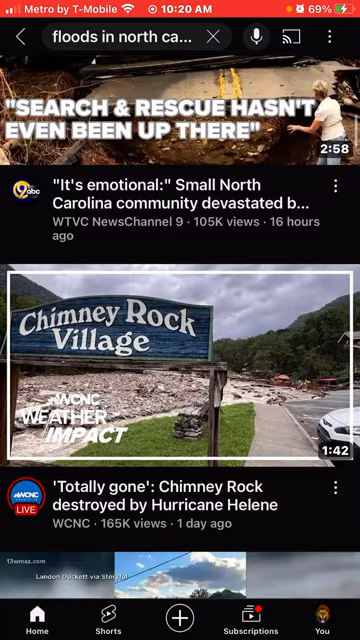 Metro by T-Mobile
10:20 AM
69%
floods in north ca...
"SEARCH & RESCUE HASN'T
EVEN BEEN UP THERE"
2:58
9 abc
"It's emotional:" Small North
Carolina community devastated b...
WTVC NewsChannel 9 · 105K views · 16 hours
ago
Chimney Rock
Village
WCNC
WEATHER
IMPACT
1:42
WCNC
LIVE
'Totally gone': Chimney Rock
destroyed by Hurricane Helene
WCNC · 165K views · 1 day ago
13wmaz.com
Landon Duckett via Storyful
Home
Shorts
Subscriptions
You